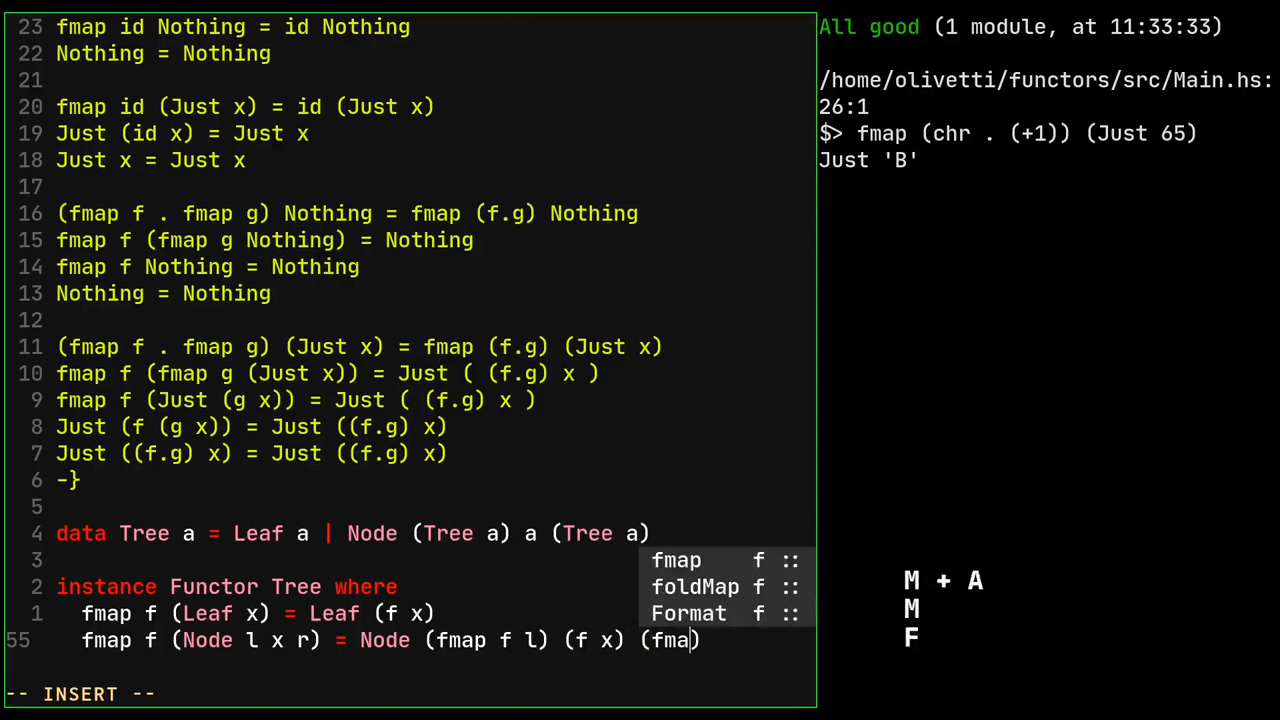 23 fmap id Nothing = id Nothing
22 Nothing = Nothing
21
20 fmap id (Just x) = id (Just x)
19 Just (id x) = Just x
18 Just x = Just x
17
16 (fmap f . fmap g) Nothing = fmap (f.g) Nothing
15 fmap f (fmap g Nothing) = Nothing
14 fmap f Nothing = Nothing
13 Nothing = Nothing
12
11 (fmap f . fmap g) (Just x) = fmap (f.g) (Just x)
10 fmap f (fmap g (Just x)) = Just ( (f.g) x )
9 fmap f (Just (g x)) = Just ( (f.g) x )
8 Just (f (g x)) = Just ((f.g) x)
7 Just ((f.g) x) = Just ((f.g) x)
6 -}
5
4 data Tree a = Leaf a | Node (Tree a) a (Tree a)
3
2 instance Functor Tree where
1 fmap f (Leaf x) = Leaf (f x)
55 fmap f (Node l x r) = Node (fmap f l) (f x) (fma)
fmap f ::
foldMap f ::
Format f ::
-- INSERT --
All good (1 module, at 11:33:33)
/home/olivetti/functors/src/Main.hs:
26:1
$> fmap (chr . (+1)) (Just 65)
Just 'B'
M + A
M
F